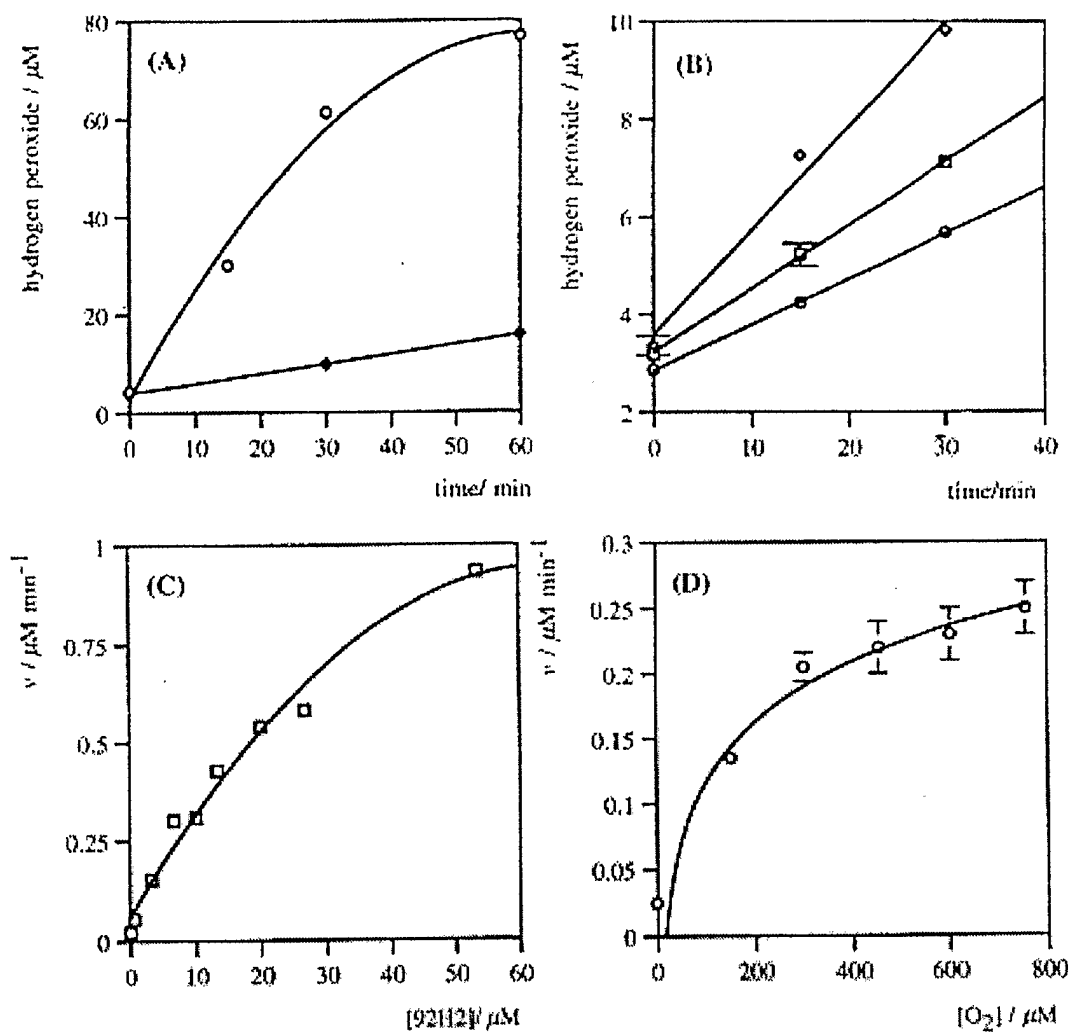 80
60
40
20
0
(A)
hydrogen peroxide / μM
0 10 20 30 40 50 60
time/ min
10
8
6
4
2
(B)
hydrogen peroxide / μM
0 10 20 30 40
time/min
1
0.75
0.5
0.25
0
(C)
v / μM min⁻¹
0 10 20 30 40 50 60
[92H2]/ μM
0.3
0.25
0.2
0.15
0.1
0.05
0
(D)
v / μM min⁻¹
0 200 400 600 800
[O₂] / μM